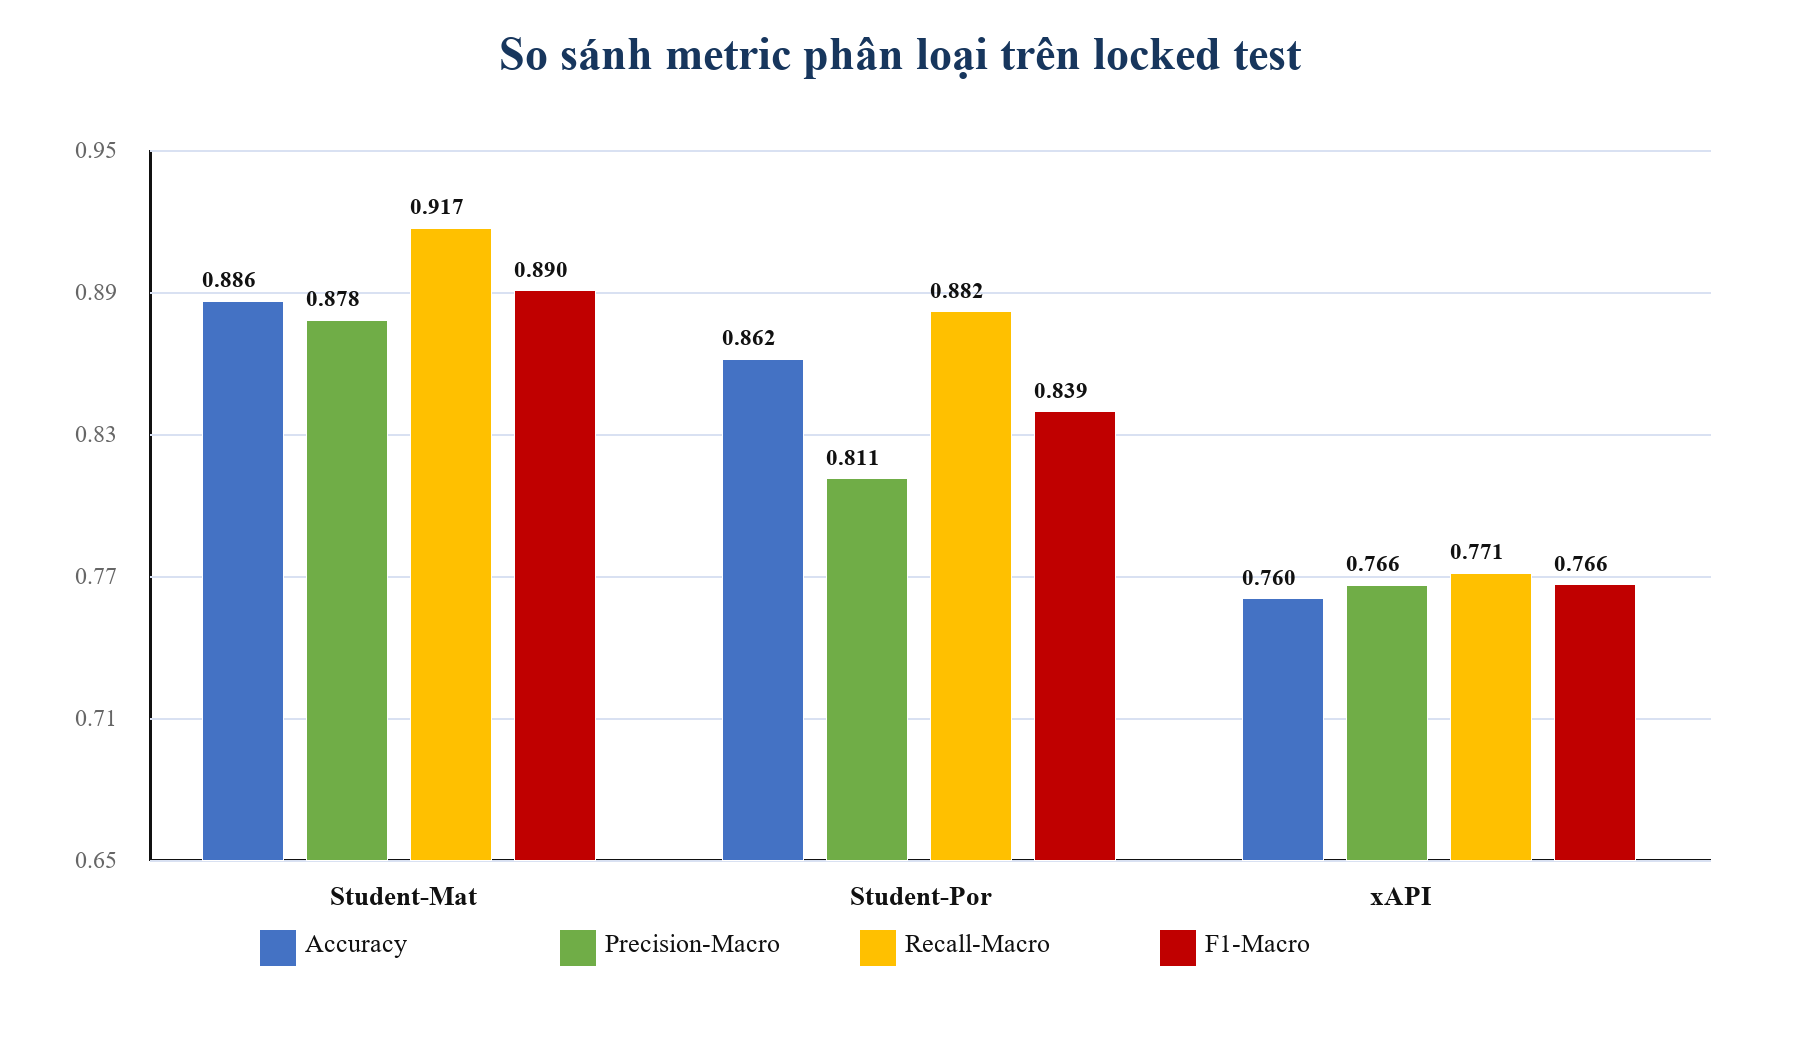 So sánh metric phân loại trên locked test
0.95
0.89
0.83
0.77
0.71
0.65
0.886
0.878
0.917
0.890
0.862
0.811
0.882
0.839
0.760
0.766
0.771
0.766
Student-Mat
Student-Por
xAPI
Accuracy
Precision-Macro
Recall-Macro
F1-Macro